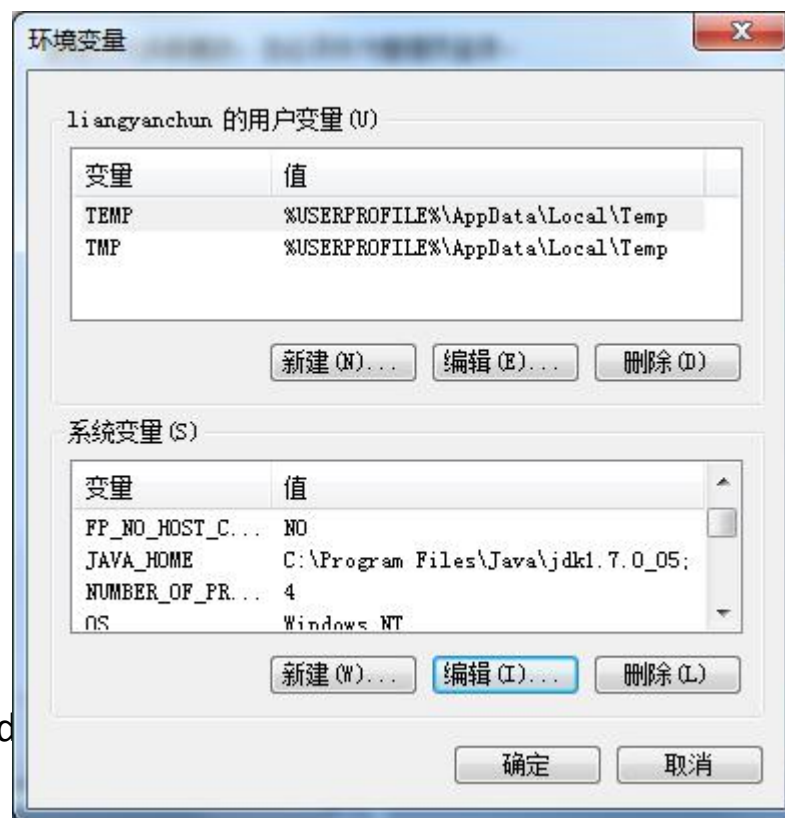 环境变量
liangyanchun 的用户变量(U)
变量 值
TEMP %USERPROFILE%\AppData\Local\Temp
TMP %USERPROFILE%\AppData\Local\Temp
新建(N)... 编辑(E)... 删除(D)
系统变量(S)
变量 值
FP_NO_HOST_C... NO
JAVA_HOME C:\Program Files\Java\jdk1.7.0_05;
NUMBER_OF_PR... 4
OS Windows_NT
新建(W)... 编辑(I)... 删除(L)
d
确定 取消